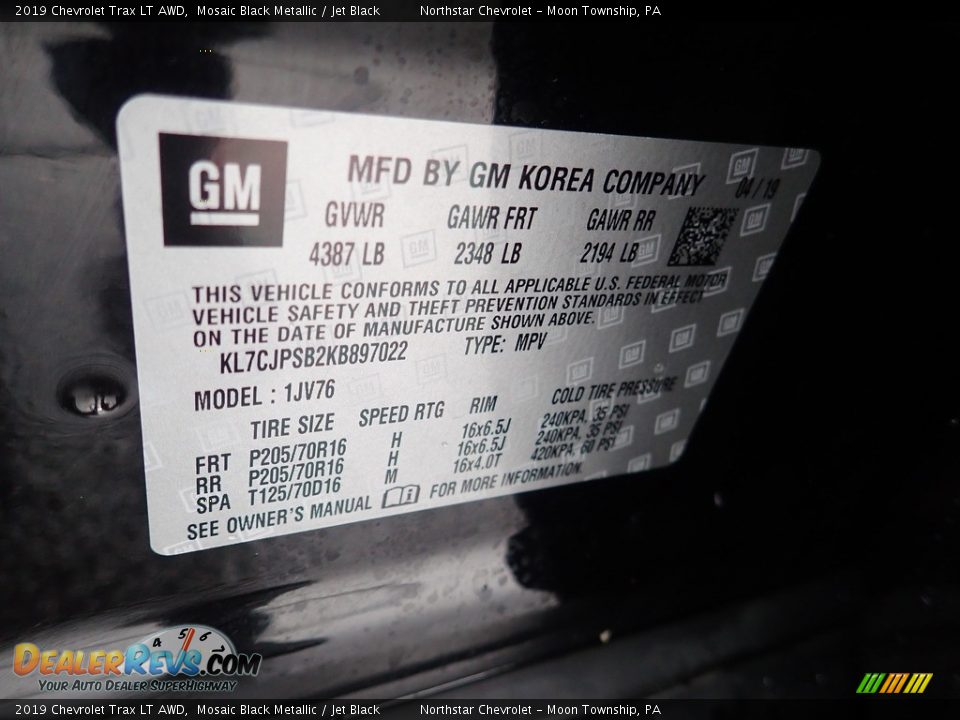 2019 Chevrolet Trax LT AWD, Mosaic Black Metallic / Jet Black Northstar Chevrolet - Moon Township, PA
GM
MFD BY GM KOREA COMPANY 04 / 19
GVWR GAWR FRT GAWR RR
4387 LB 2348 LB 2194 LB
THIS VEHICLE CONFORMS TO ALL APPLICABLE U.S. FEDERAL MOTOR
VEHICLE SAFETY AND THEFT PREVENTION STANDARDS IN EFFECT
ON THE DATE OF MANUFACTURE SHOWN ABOVE.
KL7CJPSB2KB897022 TYPE: MPV
MODEL : 1JV76
TIRE SIZE SPEED RTG RIM COLD TIRE PRESSURE
FRT P205/70R16 H 16x6.5J 240KPA, 35 PSI
RR P205/70R16 H 16x6.5J 240KPA, 35 PSI
SPA T125/70D16 M 16x4.0T 420KPA, 60 PSI
SEE OWNER'S MANUAL FOR MORE INFORMATION.
4 5 6
DEALERREVS.COM
YOUR AUTO DEALER SUPERHIGHWAY
2019 Chevrolet Trax LT AWD, Mosaic Black Metallic / Jet Black Northstar Chevrolet - Moon Township, PA